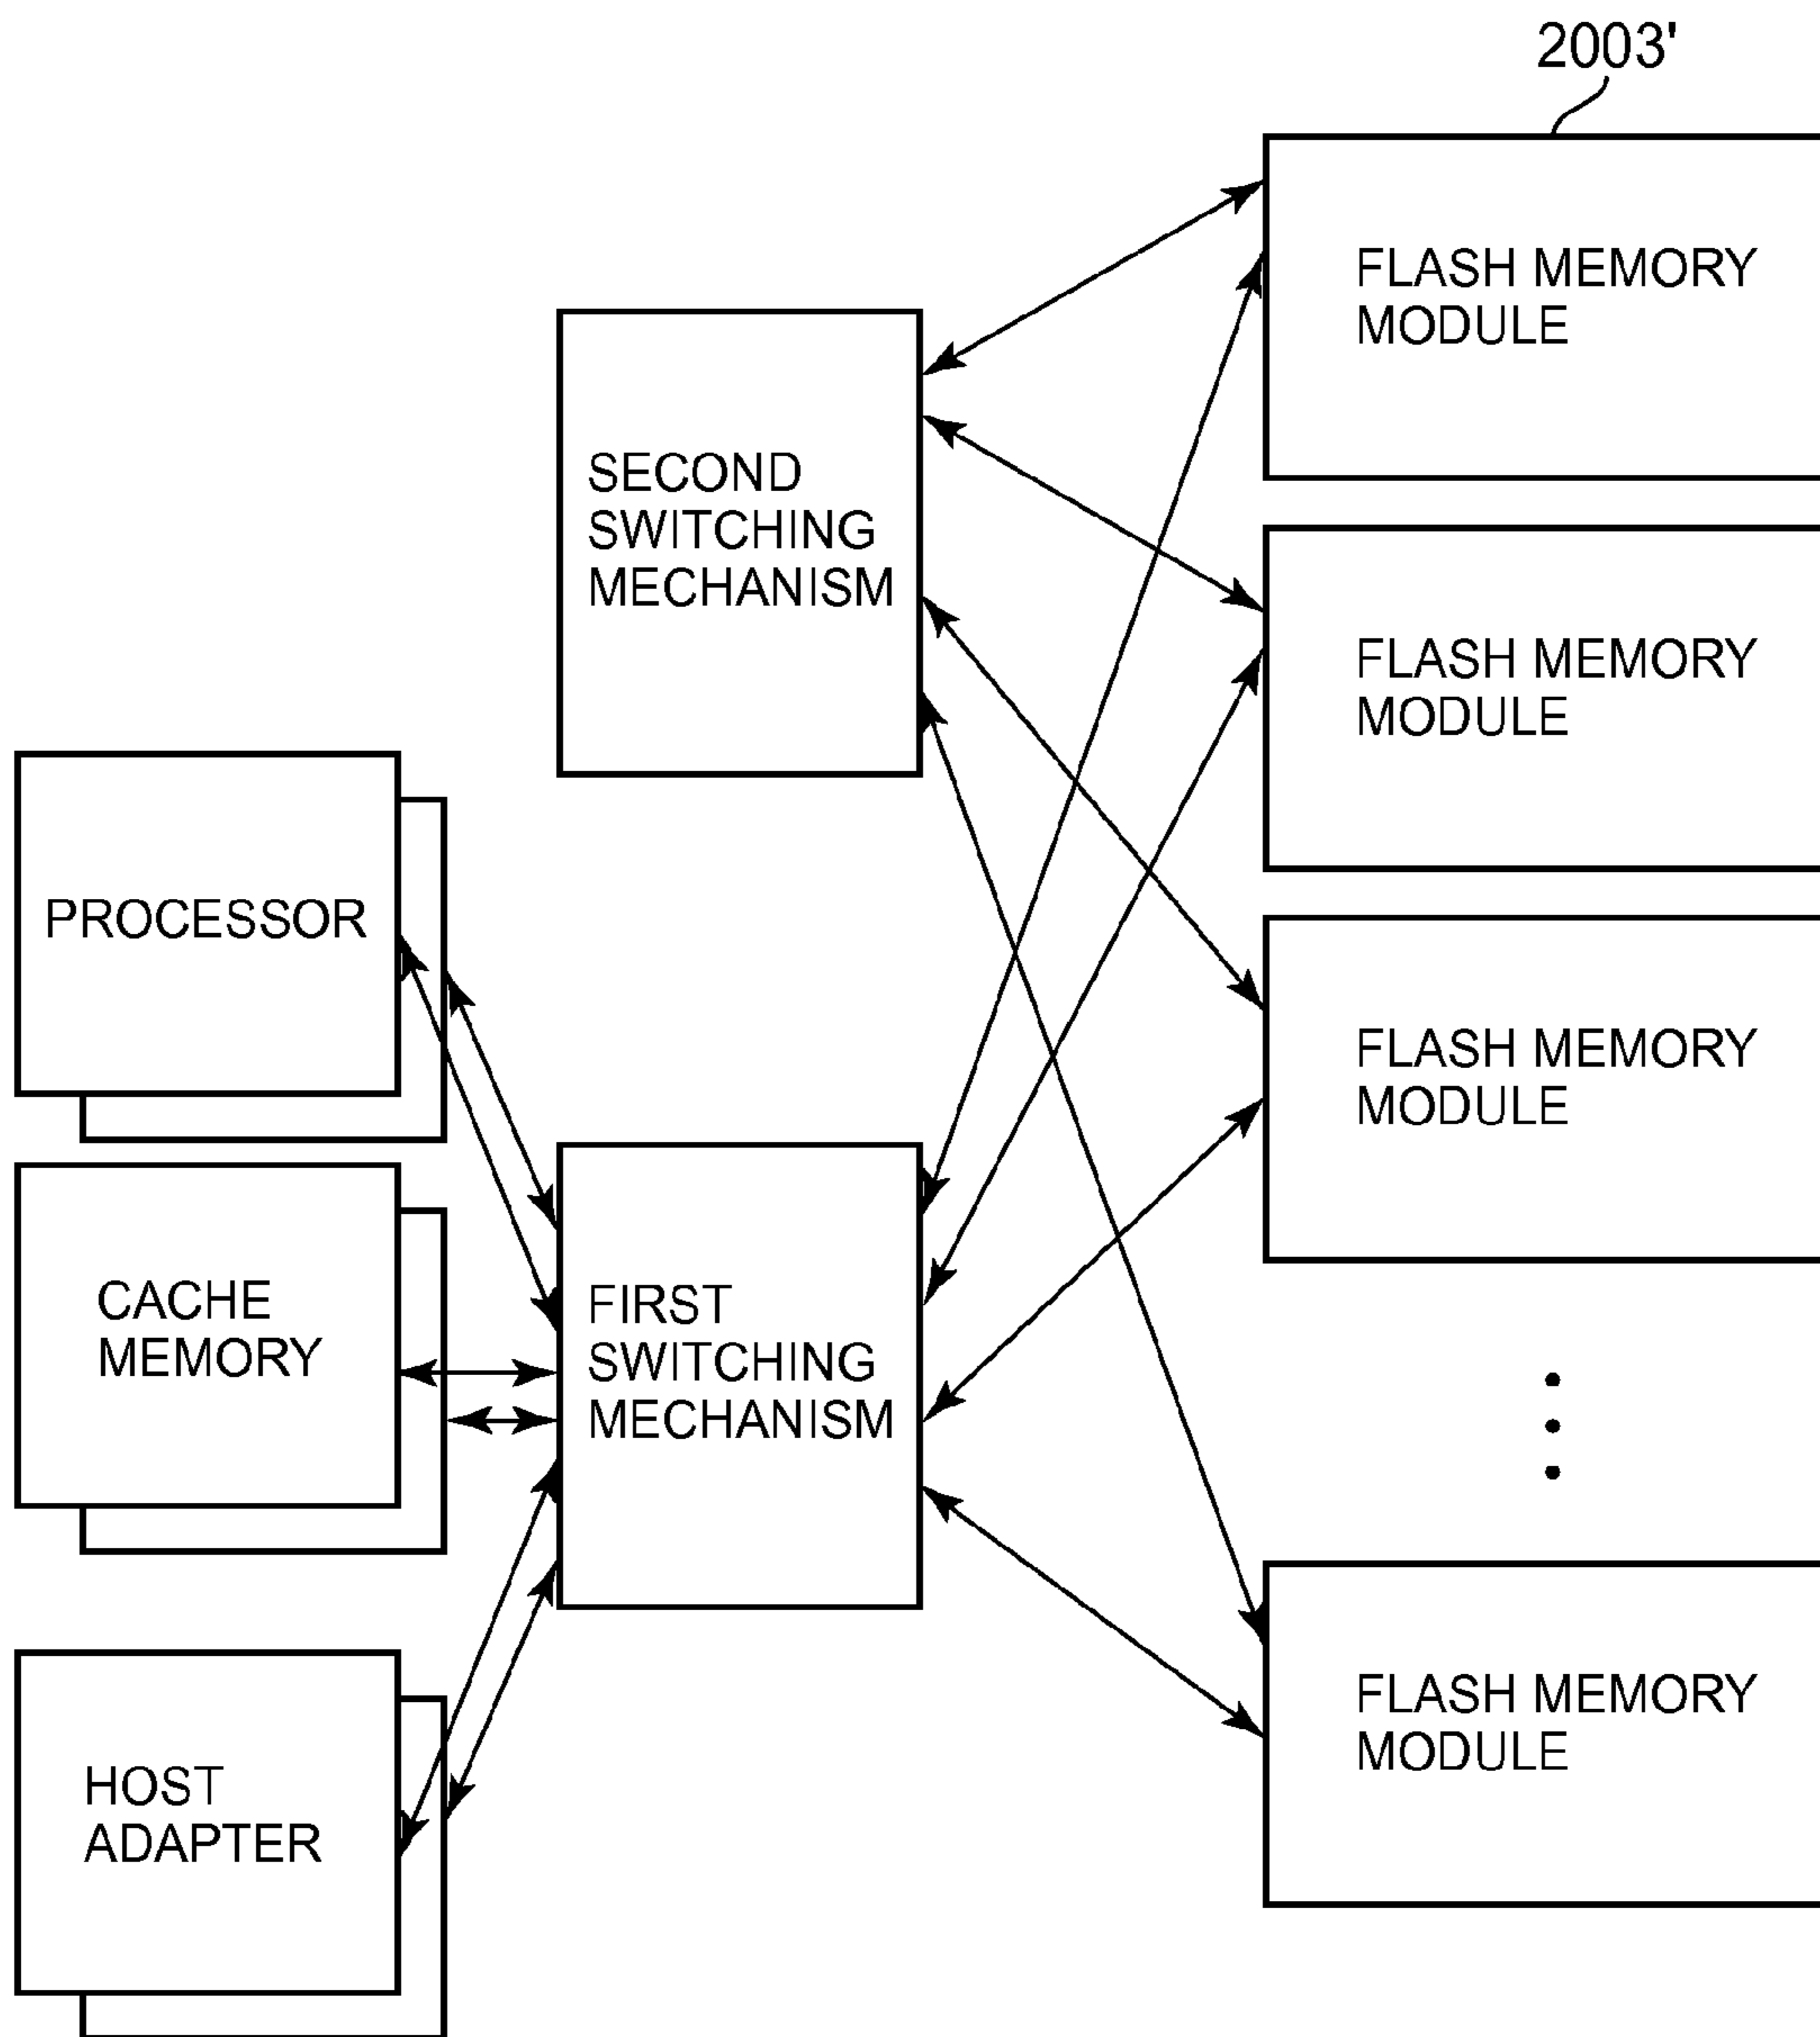 2003'
FLASH MEMORY
MODULE
SECOND
SWITCHING
MECHANISM
FLASH MEMORY
MODULE
PROCESSOR
FLASH MEMORY
MODULE
CACHE
MEMORY
FIRST
SWITCHING
MECHANISM
FLASH MEMORY
MODULE
HOST
ADAPTER